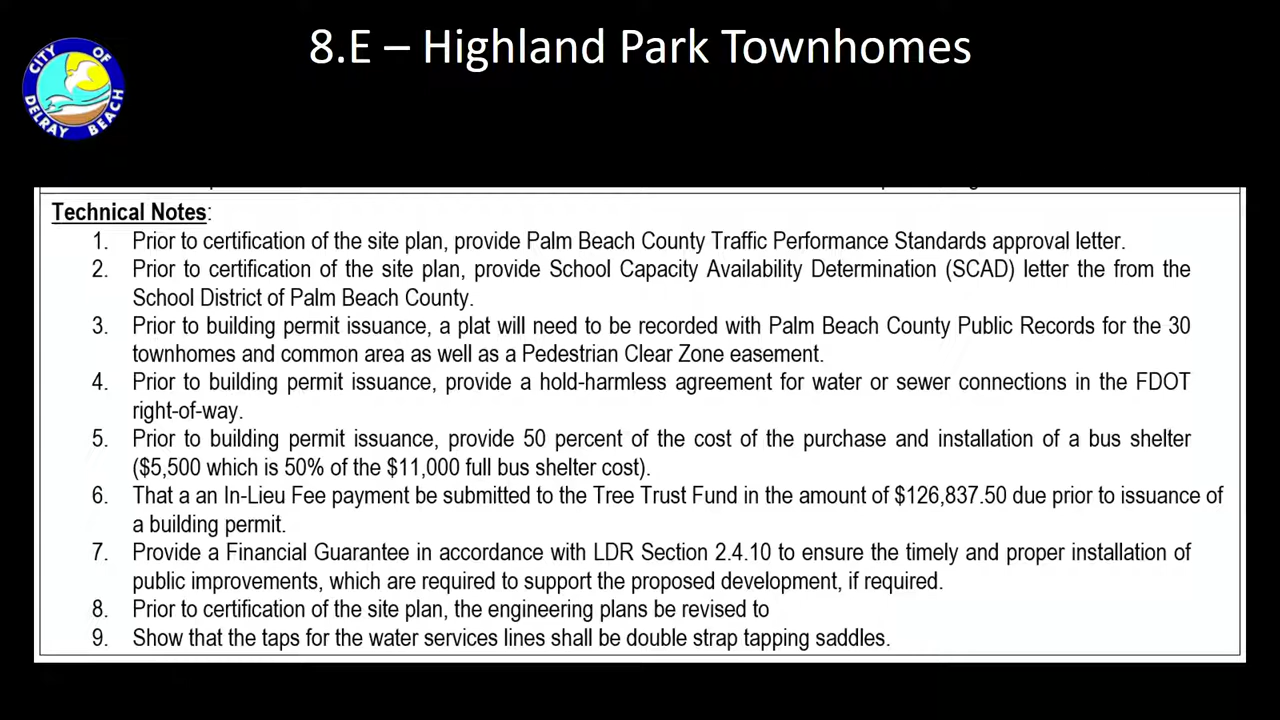 8.E – Highland Park Townhomes
CITY OF DELRAY BEACH
Technical Notes:
1. Prior to certification of the site plan, provide Palm Beach County Traffic Performance Standards approval letter.
2. Prior to certification of the site plan, provide School Capacity Availability Determination (SCAD) letter the from the
School District of Palm Beach County.
3. Prior to building permit issuance, a plat will need to be recorded with Palm Beach County Public Records for the 30
townhomes and common area as well as a Pedestrian Clear Zone easement.
4. Prior to building permit issuance, provide a hold-harmless agreement for water or sewer connections in the FDOT
right-of-way.
5. Prior to building permit issuance, provide 50 percent of the cost of the purchase and installation of a bus shelter
($5,500 which is 50% of the $11,000 full bus shelter cost).
6. That a an In-Lieu Fee payment be submitted to the Tree Trust Fund in the amount of $126,837.50 due prior to issuance of
a building permit.
7. Provide a Financial Guarantee in accordance with LDR Section 2.4.10 to ensure the timely and proper installation of
public improvements, which are required to support the proposed development, if required.
8. Prior to certification of the site plan, the engineering plans be revised to
9. Show that the taps for the water services lines shall be double strap tapping saddles.